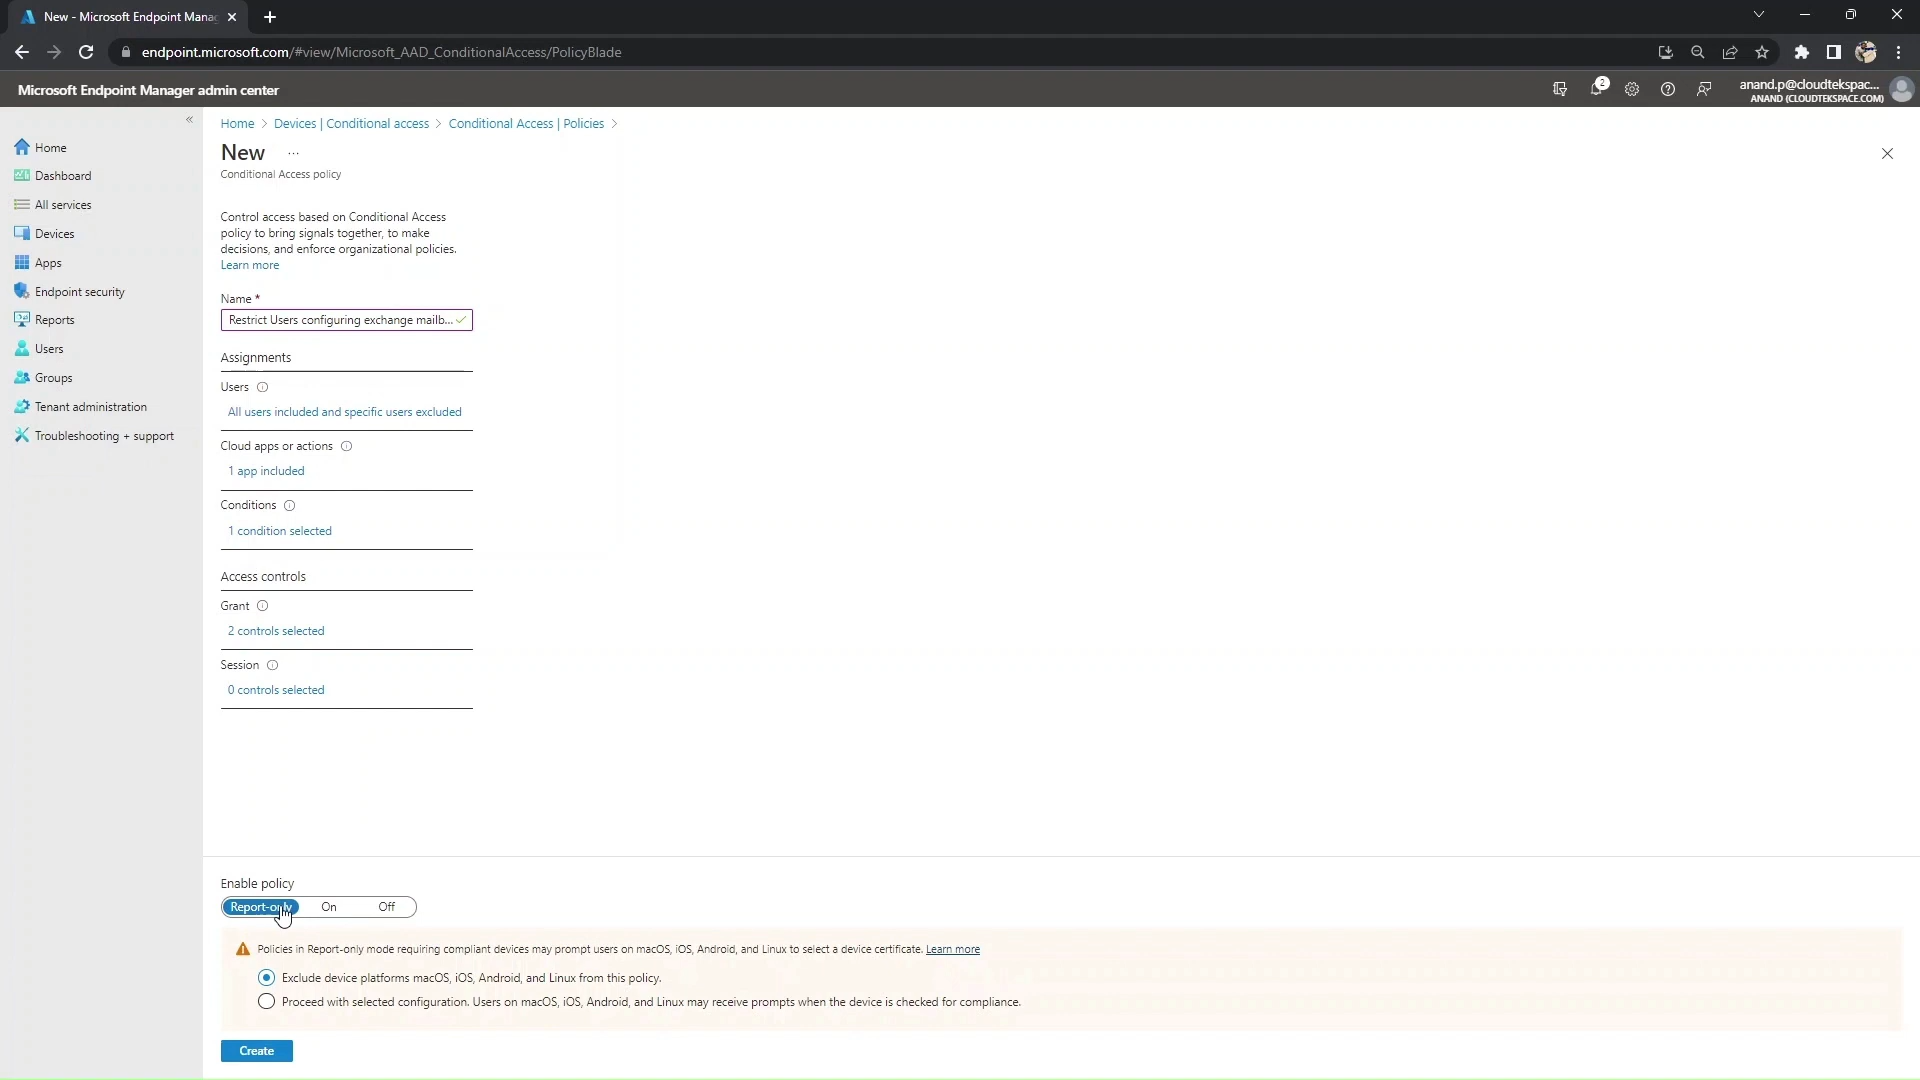 New - Microsoft Endpoint Mana
endpoint.microsoft.com/#view/Microsoft_AAD_ConditionalAccess/PolicyBlade
Microsoft Endpoint Manager admin center
2
anand.p@cloudtekspac...
ANAND (CLOUDTEKSPACE.COM)
Home
Dashboard
All services
Devices
Apps
Endpoint security
Reports
Users
Groups
Tenant administration
Troubleshooting + support
Home > Devices | Conditional access > Conditional Access | Policies >
New ...
Conditional Access policy
Control access based on Conditional Access
policy to bring signals together, to make
decisions, and enforce organizational policies.
Learn more
Name *
Restrict Users configuring exchange mailb...
Assignments
Users
All users included and specific users excluded
Cloud apps or actions
1 app included
Conditions
1 condition selected
Access controls
Grant
2 controls selected
Session
0 controls selected
Enable policy
Report-only On Off
Policies in Report-only mode requiring compliant devices may prompt users on macOS, iOS, Android, and Linux to select a device certificate. Learn more
Exclude device platforms macOS, iOS, Android, and Linux from this policy.
Proceed with selected configuration. Users on macOS, iOS, Android, and Linux may receive prompts when the device is checked for compliance.
Create